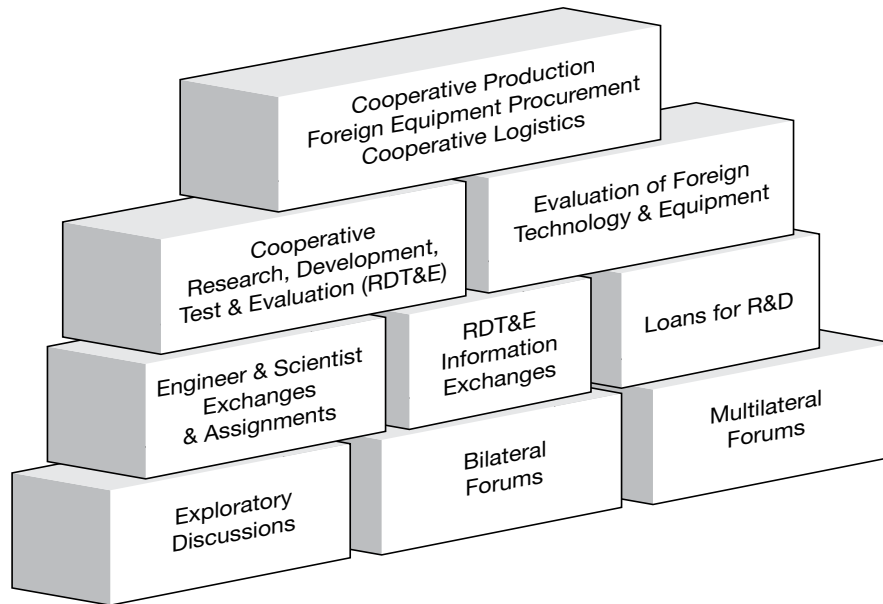 Cooperative Production
Foreign Equipment Procurement
Cooperative Logistics
Cooperative
Research, Development,
Test & Evaluation (RDT&E)
Evaluation of Foreign
Technology & Equipment
Engineer & Scientist
Exchanges
& Assignments
RDT&E
Information
Exchanges
Loans for R&D
Exploratory
Discussions
Bilateral
Forums
Multilateral
Forums